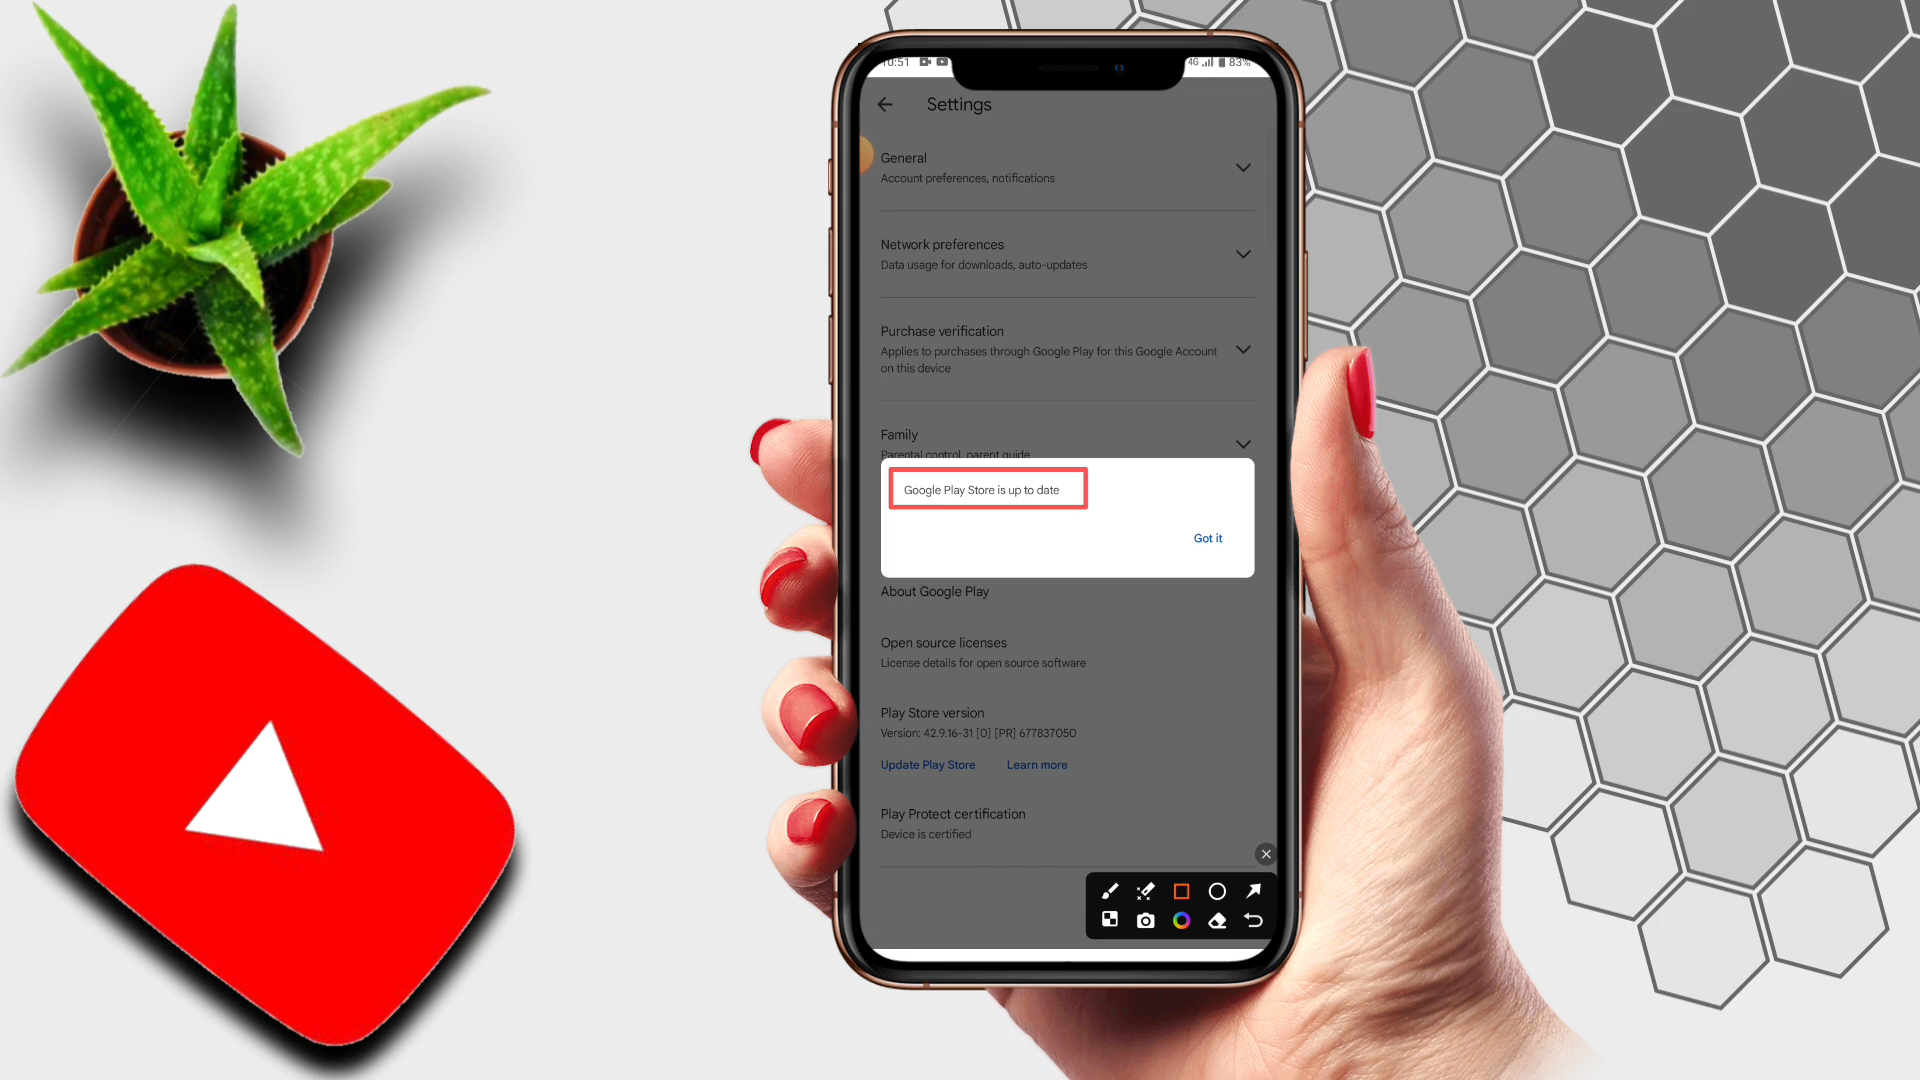 10:51
4G
83%
Settings
General
Account preferences, notifications
Network preferences
Data usage for downloads, auto-updates
Purchase verification
Applies to purchases through Google Play for this Google Account
on this device
Family
Parental control, parent guide
Google Play Store is up to date
Got it
About Google Play
Open source licenses
License details for open source software
Play Store version
Version: 42.9.16-31 [0] [PR] 677837050
Update Play Store
Learn more
Play Protect certification
Device is certified